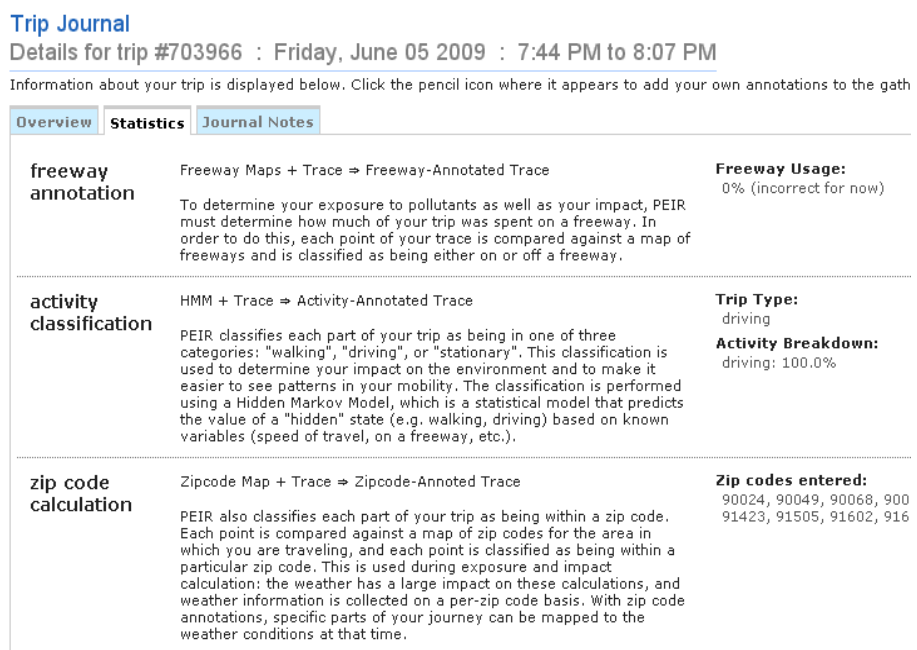 Trip Journal
Details for trip #703966 : Friday, June 05 2009 : 7:44 PM to 8:07 PM
Information about your trip is displayed below. Click the pencil icon where it appears to add your own annotations to the gath
Overview Statistics Journal Notes
freeway
annotation
Freeway Maps + Trace ⇒ Freeway-Annotated Trace
To determine your exposure to pollutants as well as your impact, PEIR
must determine how much of your trip was spent on a freeway. In
order to do this, each point of your trace is compared against a map of
freeways and is classified as being either on or off a freeway.
Freeway Usage:
0% (incorrect for now)
activity
classification
HMM + Trace ⇒ Activity-Annotated Trace
PEIR classifies each part of your trip as being in one of three
categories: "walking", "driving", or "stationary". This classification is
used to determine your impact on the environment and to make it
easier to see patterns in your mobility. The classification is performed
using a Hidden Markov Model, which is a statistical model that predicts
the value of a "hidden" state (e.g. walking, driving) based on known
variables (speed of travel, on a freeway, etc.).
Trip Type:
driving
Activity Breakdown:
driving: 100.0%
zip code
calculation
Zipcode Map + Trace ⇒ Zipcode-Annoted Trace
PEIR also classifies each part of your trip as being within a zip code.
Each point is compared against a map of zip codes for the area in
which you are traveling, and each point is classified as being within a
particular zip code. This is used during exposure and impact
calculation: the weather has a large impact on these calculations, and
weather information is collected on a per-zip code basis. With zip code
annotations, specific parts of your journey can be mapped to the
weather conditions at that time.
Zip codes entered:
90024, 90049, 90068, 900
91423, 91505, 91602, 916